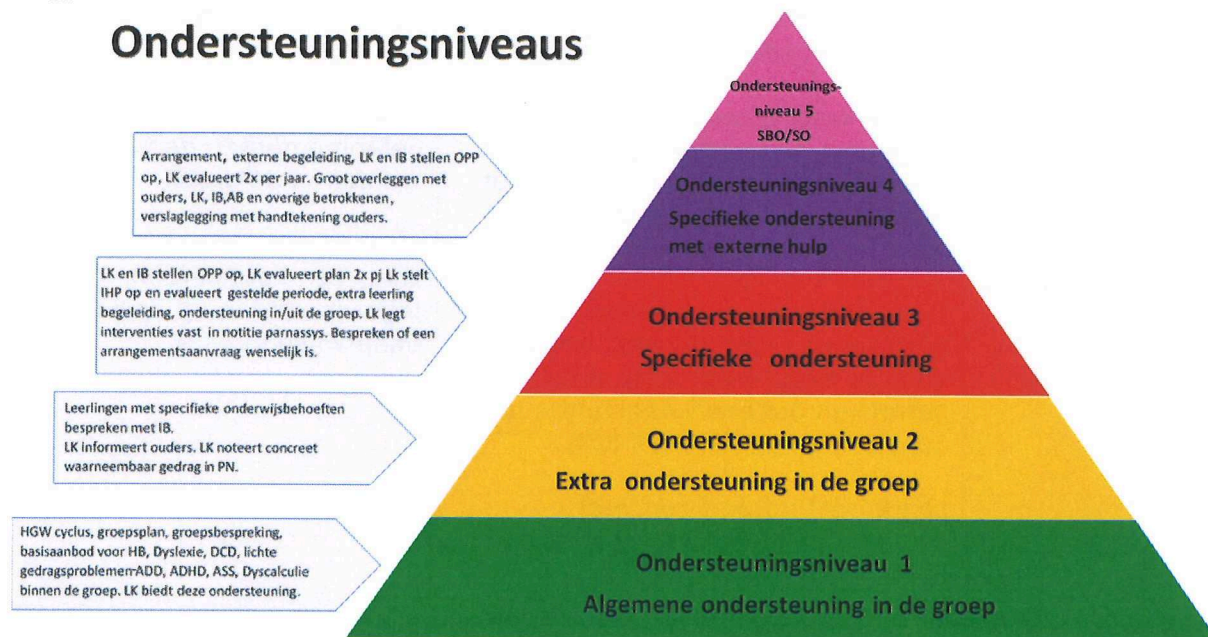 Ondersteuningsniveaus
Ondersteunings-
niveau 5
SBO/SO
Arrangement, externe begeleiding, LK en IB stellen OPP
op, LK evalueert 2x per jaar. Groot overleggen met
ouders, LK, IB,AB en overige betrokkenen,
verslaglegging met handtekening ouders.
Ondersteuningsniveau 4
Specifieke ondersteuning
met externe hulp
LK en IB stellen OPP op, LK evalueert plan 2x pj Lk stelt
IHP op en evalueert gestelde periode, extra leerling
begeleiding, ondersteuning in/uit de groep. Lk legt
interventies vast in notitie parnassys. Bespreken of een
arrangementsaanvraag wenselijk is.
Ondersteuningsniveau 3
Specifieke ondersteuning
Leerlingen met specifieke onderwijsbehoeften
bespreken met IB.
LK informeert ouders. LK noteert concreet
waarneembaar gedrag in PN.
Ondersteuningsniveau 2
Extra ondersteuning in de groep
HGW cyclus, groepsplan, groepsbespreking,
basisaanbod voor HB, Dyslexie, DCD, lichte
gedragsproblemen-ADD, ADHD, ASS, Dyscalculie
binnen de groep. LK biedt deze ondersteuning.
Ondersteuningsniveau 1
Algemene ondersteuning in de groep